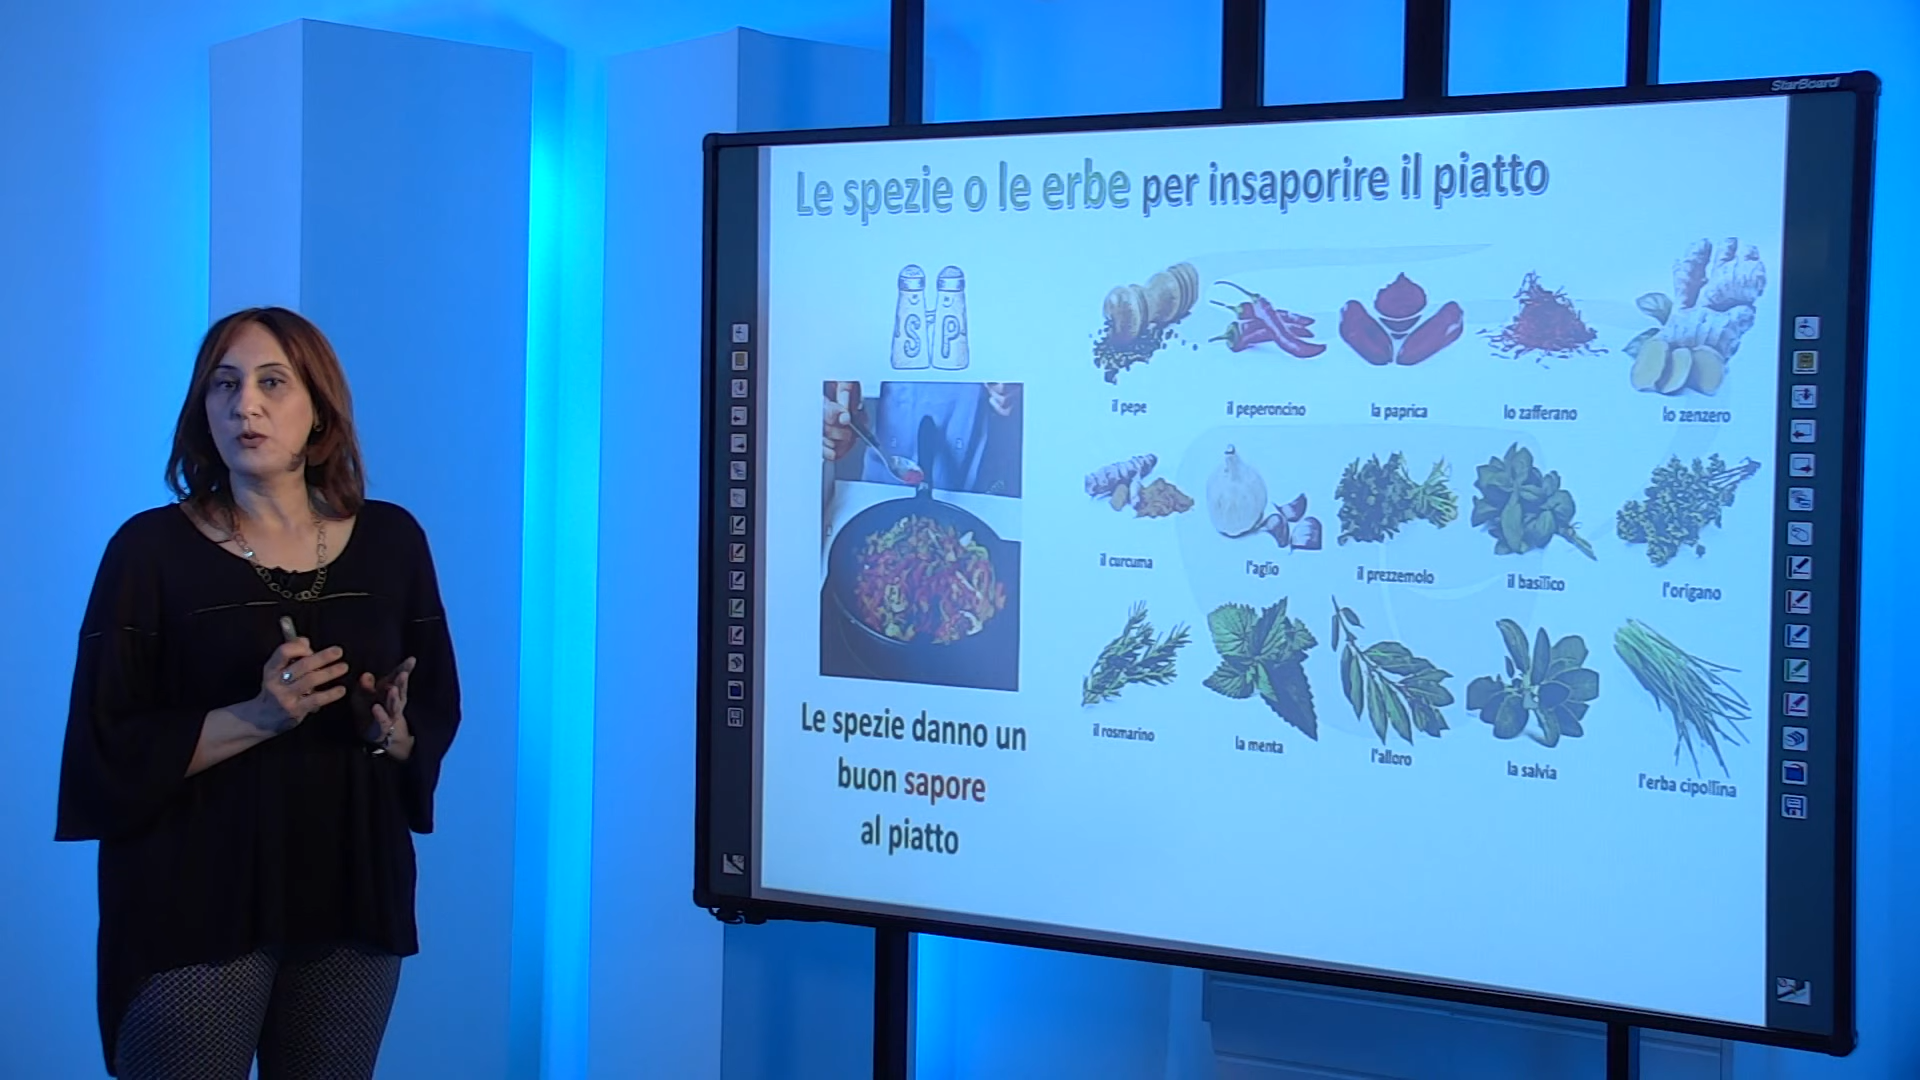 StarBoard
Le spezie o le erbe per insaporire il piatto
S P
il pepe
il peperoncino
la paprica
lo zafferano
lo zenzero
il curcuma
l'aglio
il prezzemolo
il basilico
l'origano
il rosmarino
la menta
l'alloro
la salvia
l'erba cipollina
Le spezie danno un
buon sapore
al piatto